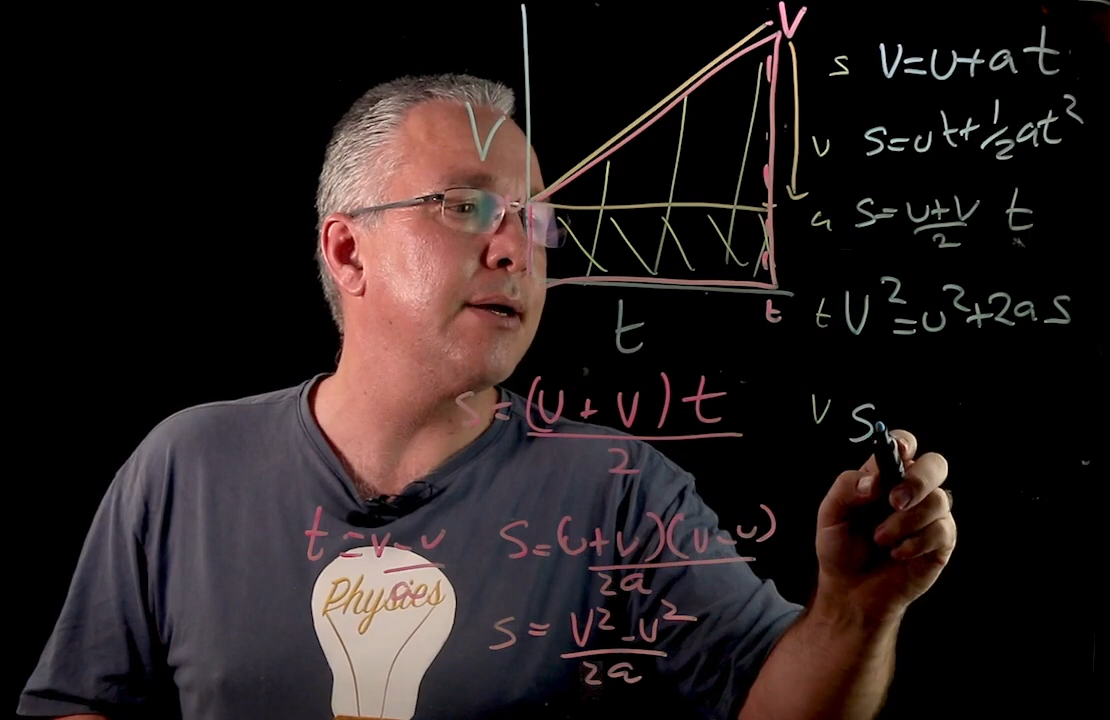 V
V
t
t
s = (u + v) t / 2
t = v - u / a
s = (u + v)(v - u) / 2a
s = v² - u² / 2a
Physics
s V = u + at
u s = ut + ½at²
a s = u + v / 2 t
t V² = u² + 2as
v s